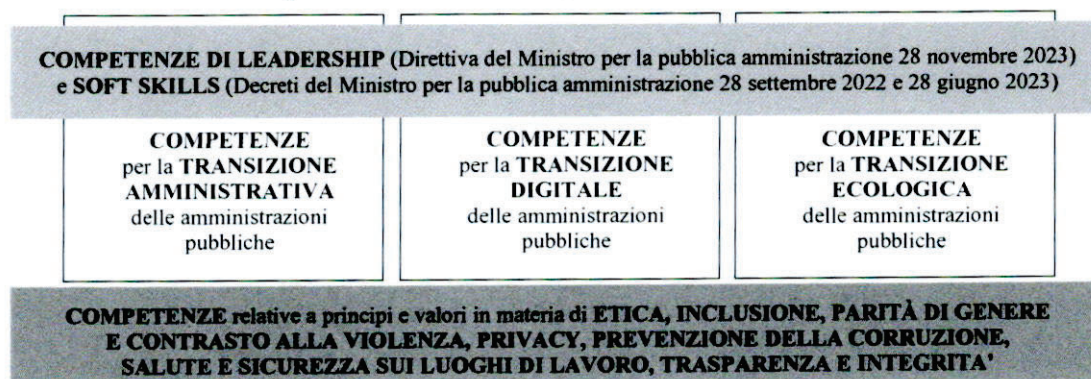 COMPETENZE DI LEADERSHIP (Direttiva del Ministro per la pubblica amministrazione 28 novembre 2023)
e SOFT SKILLS (Decreti del Ministro per la pubblica amministrazione 28 settembre 2022 e 28 giugno 2023)
COMPETENZE
per la TRANSIZIONE
AMMINISTRATIVA
delle amministrazioni
pubbliche
COMPETENZE
per la TRANSIZIONE
DIGITALE
delle amministrazioni
pubbliche
COMPETENZE
per la TRANSIZIONE
ECOLOGICA
delle amministrazioni
pubbliche
COMPETENZE relative a principi e valori in materia di ETICA, INCLUSIONE, PARITÀ DI GENERE
E CONTRASTO ALLA VIOLENZA, PRIVACY, PREVENZIONE DELLA CORRUZIONE,
SALUTE E SICUREZZA SUI LUOGHI DI LAVORO, TRASPARENZA E INTEGRITA'